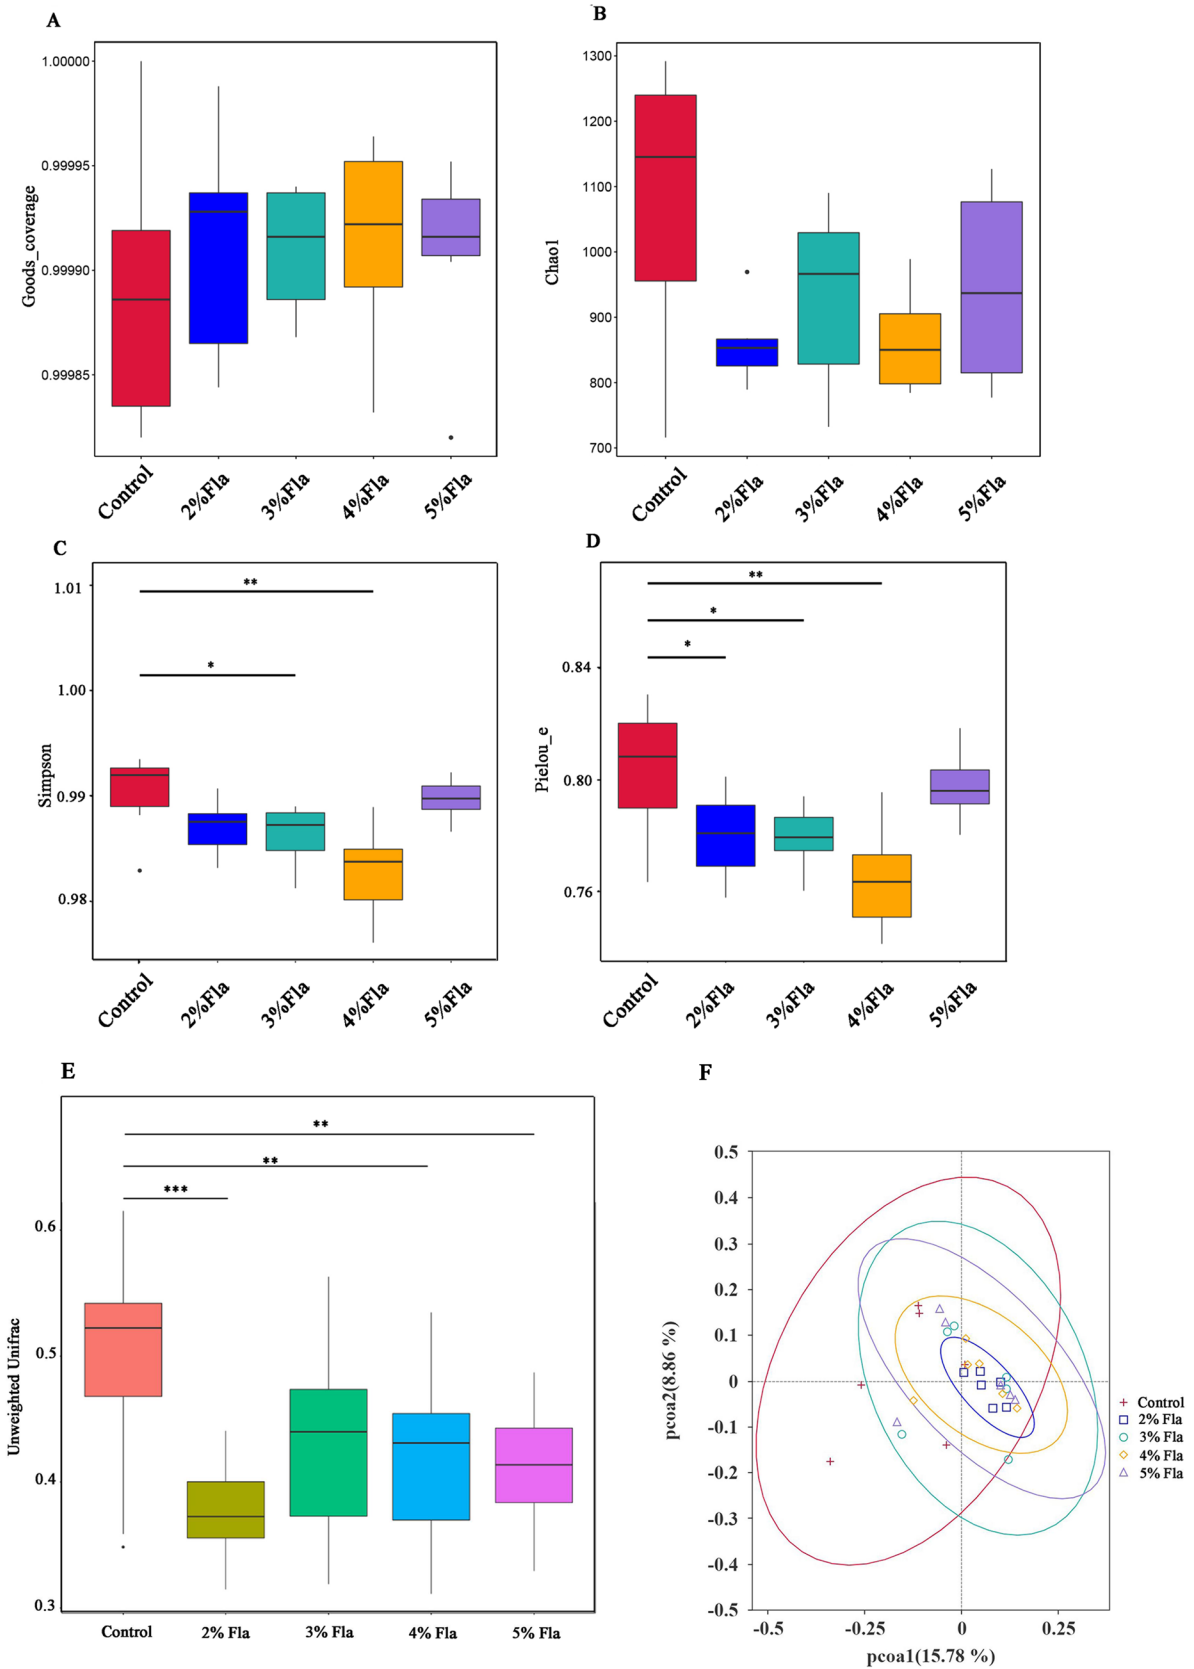 A
1.00000
0.99995
0.99990
0.99985
Goods_coverage
Control
2%Fla
3%Fla
4%Fla
5%Fla
B
1300
1200
1100
1000
900
800
700
Chao1
Control
2%Fla
3%Fla
4%Fla
5%Fla
C
1.01
1.00
0.99
0.98
Simpson
**
*
Control
2%Fla
3%Fla
4%Fla
5%Fla
D
0.84
0.80
0.76
Pielou_e
**
*
*
Control
2%Fla
3%Fla
4%Fla
5%Fla
E
0.6
0.5
0.4
0.3
Unweighted Unifrac
**
**
***
Control
2% Fla
3% Fla
4% Fla
5% Fla
F
0.5
0.4
0.3
0.2
0.1
0
-0.1
-0.2
-0.3
-0.4
-0.5
pcoa2(8.86 %)
-0.5
-0.25
0
0.25
pcoa1(15.78 %)
Control
2% Fla
3% Fla
4% Fla
5% Fla